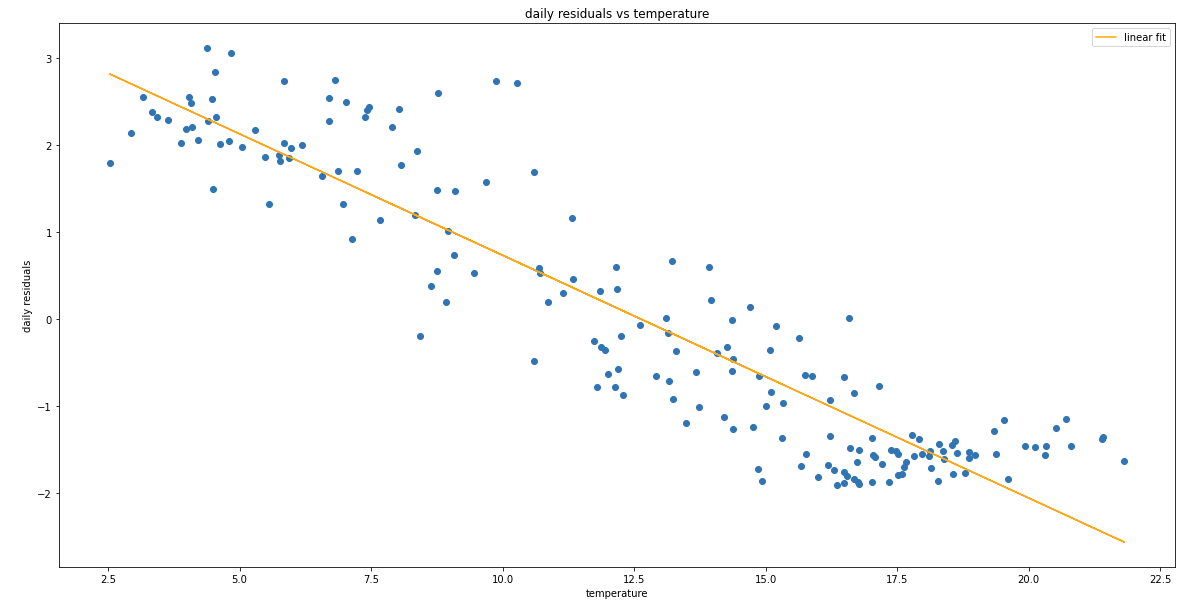 daily residuals vs temperature
linear fit
daily residuals
3
2
1
0
−1
−2
2.5 5.0 7.5 10.0 12.5 15.0 17.5 20.0 22.5
temperature